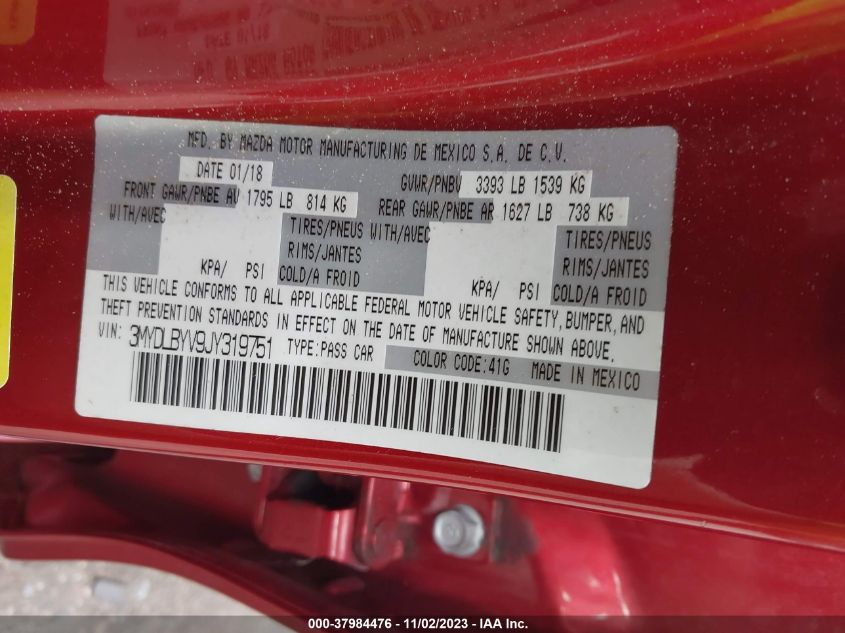 MFD. BY MAZDA MOTOR MANUFACTURING DE MEXICO S.A. DE C.V.
DATE 01/18 GVWR/PNBV 3393 LB 1539 KG
FRONT GAWR/PNBE AV 1795 LB 814 KG REAR GAWR/PNBE AR 1627 LB 738 KG
WITH/AVEC TIRES/PNEUS WITH/AVEC TIRES/PNEUS
RIMS/JANTES RIMS/JANTES
KPA/ PSI COLD/A FROID KPA/ PSI COLD/A FROID
THIS VEHICLE CONFORMS TO ALL APPLICABLE FEDERAL MOTOR VEHICLE SAFETY, BUMPER, AND
THEFT PREVENTION STANDARDS IN EFFECT ON THE DATE OF MANUFACTURE SHOWN ABOVE.
VIN: 3MYDLBYV9JY319751 TYPE:PASS CAR COLOR CODE:41G MADE IN MEXICO
000-37984476 - 11/02/2023 - IAA Inc.